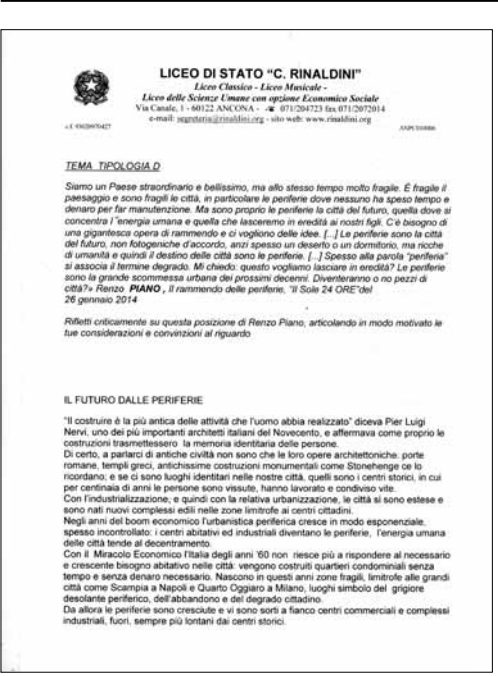 LICEO DI STATO "C. RINALDINI"
Liceo Classico - Liceo Musicale -
Liceo delle Scienze Umane con opzione Economico Sociale
Via Canale, 1 - 60122 ANCONA - ☎ 071/204723 fax 071/2072014
e-mail: segreteria@rinaldini.org - sito web: www.rinaldini.org
TEMA TIPOLOGIA D
Siamo un Paese straordinario e bellissimo, ma allo stesso tempo molto fragile. È fragile il
paesaggio e sono fragili le città, in particolare le periferie dove nessuno ha speso tempo e
denaro per far manutenzione. Ma sono proprio le periferie la città del futuro, quella dove si
concentra l'energia umana e quella che lasceremo in eredità ai nostri figli. C'è bisogno di
una gigantesca opera di rammendo e ci vogliono delle idee. [...] Le periferie sono la città
del futuro, non fotogeniche d'accordo, anzi spesso un deserto o un dormitorio, ma ricche
di umanità e quindi il destino delle città sono le periferie. [...] Spesso alla parola "periferia"
si associa il termine degrado. Mi chiedo: questo vogliamo lasciare in eredità? Le periferie
sono la grande scommessa urbana dei prossimi decenni. Diventeranno o no pezzi di
città?» Renzo PIANO, Il rammendo delle periferie, "Il Sole 24 ORE"del
26 gennaio 2014
Rifletti criticamente su questa posizione di Renzo Piano, articolando in modo motivato le
tue considerazioni e convinzioni al riguardo
IL FUTURO DALLE PERIFERIE
"Il costruire è la più antica delle attività che l'uomo abbia realizzato" diceva Pier Luigi
Nervi, uno dei più importanti architetti italiani del Novecento, e affermava come proprio le
costruzioni trasmettessero la memoria identitaria delle persone.
Di certo, a parlarci di antiche civiltà non sono che le loro opere architettoniche: porte
romane, templi greci, antichissime costruzioni monumentali come Stonehenge ce lo
ricordano; e se ci sono luoghi identitari nelle nostre città, quelli sono i centri storici, in cui
per centinaia di anni le persone sono vissute, hanno lavorato e condiviso vite.
Con l'industrializzazione; e quindi con la relativa urbanizzazione, le città si sono estese e
sono nati nuovi complessi edili nelle zone limitrofe ai centri cittadini.
Negli anni del boom economico l'urbanistica periferica cresce in modo esponenziale,
spesso incontrollato: i centri abitativi ed industriali diventano le periferie, l'energia umana
delle città tende al decentramento.
Con il Miracolo Economico l'Italia degli anni '60 non riesce più a rispondere al necessario
e crescente bisogno abitativo nelle città: vengono costruiti quartieri condominiali senza
tempo e senza denaro necessario. Nascono in questi anni zone fragili, limitrofe alle grandi
città come Scampia a Napoli e Quarto Oggiaro a Milano, luoghi simbolo del grigiore
desolante periferico, dell'abbandono e del degrado cittadino.
Da allora le periferie sono cresciute e vi sono sorti a fianco centri commerciali e complessi
industriali, fuori, sempre più lontani dai centri storici.